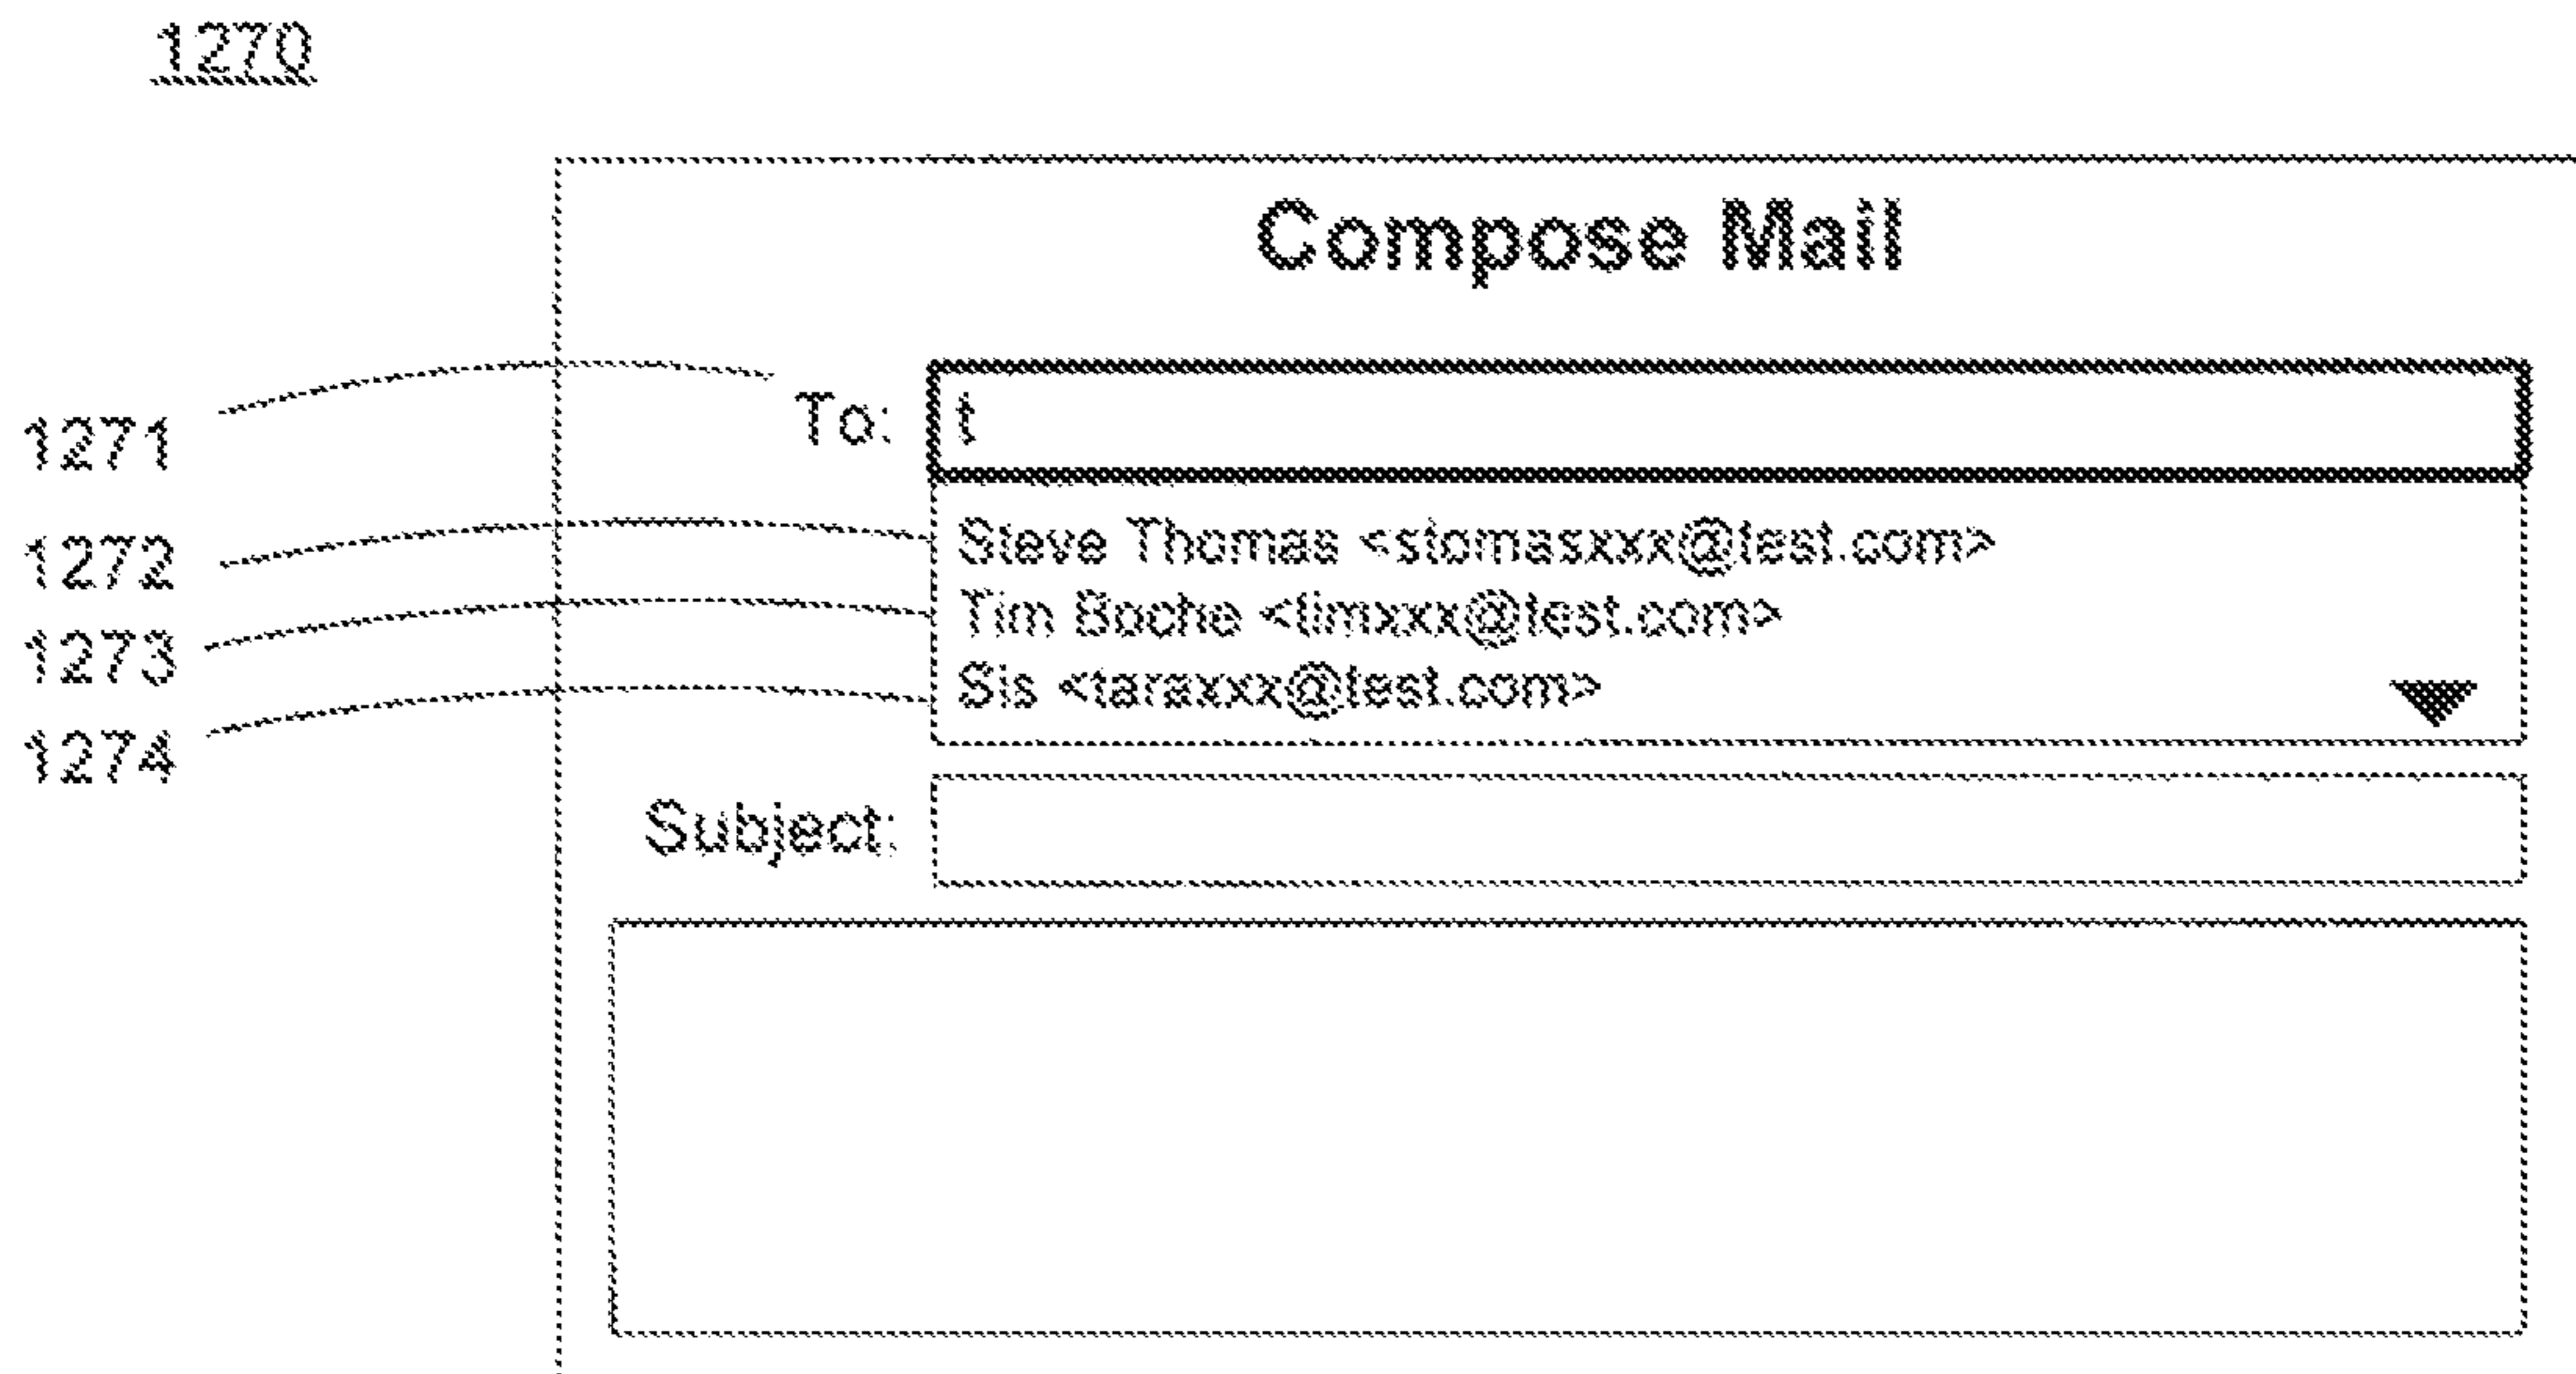 1270
Compose Mail
1271
To: t
1272
Steve Thomas <stomasxxx@test.com>
1273
Tim Boche <timxxx@test.com>
1274
Sis <taraxxx@test.com>
Subject: